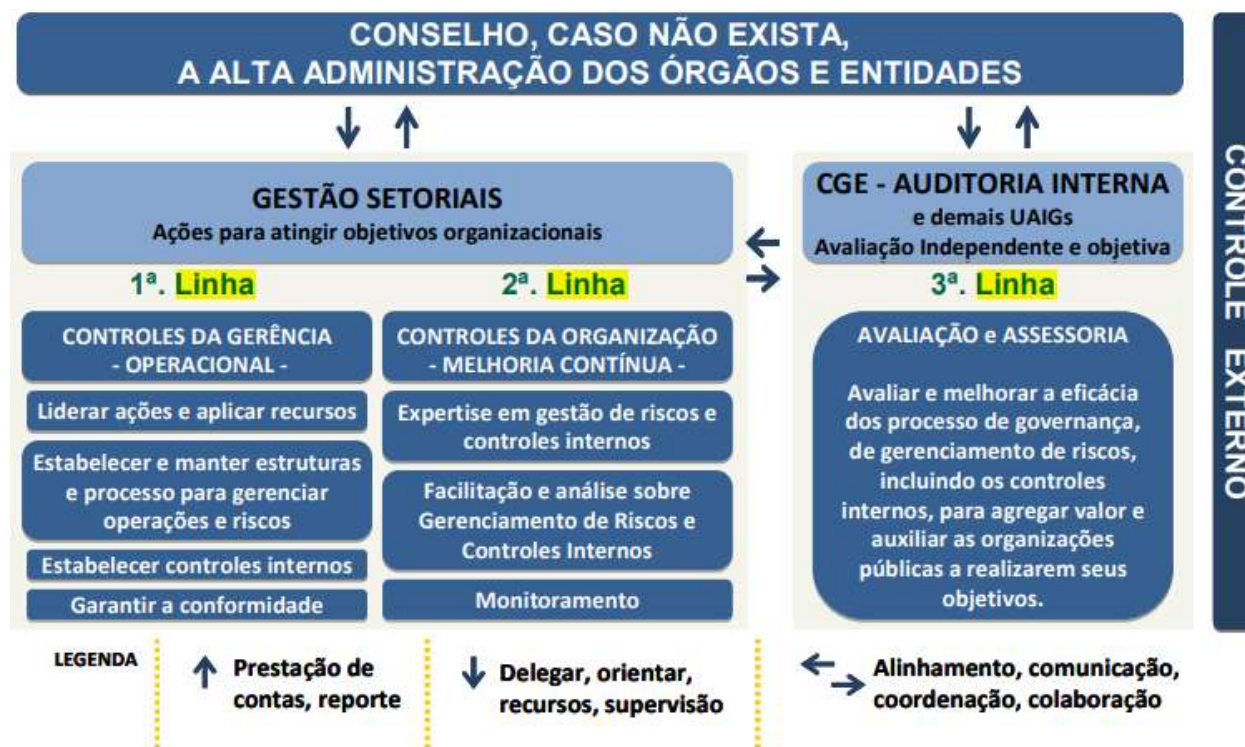 CONSELHO, CASO NÃO EXISTA,
A ALTA ADMINISTRAÇÃO DOS ÓRGÃOS E ENTIDADES
GESTÃO SETORIAIS
Ações para atingir objetivos organizacionais
1ª. Linha
2ª. Linha
CONTROLES DA GERÊNCIA
- OPERACIONAL -
Liderar ações e aplicar recursos
Estabelecer e manter estruturas
e processo para gerenciar
operações e riscos
Estabelecer controles internos
Garantir a conformidade
CONTROLES DA ORGANIZAÇÃO
- MELHORIA CONTÍNUA -
Expertise em gestão de riscos e
controles internos
Facilitação e análise sobre
Gerenciamento de Riscos e
Controles Internos
Monitoramento
CGE - AUDITORIA INTERNA
e demais UAIGs
Avaliação Independente e objetiva
3ª. Linha
AVALIAÇÃO e ASSESSORIA
Avaliar e melhorar a eficácia
dos processo de governança,
de gerenciamento de riscos,
incluindo os controles
internos, para agregar valor e
auxiliar as organizações
públicas a realizarem seus
objetivos.
CONTROLE EXTERNO
LEGENDA
Prestação de
contas, reporte
Delegar, orientar,
recursos, supervisão
Alinhamento, comunicação,
coordenação, colaboração